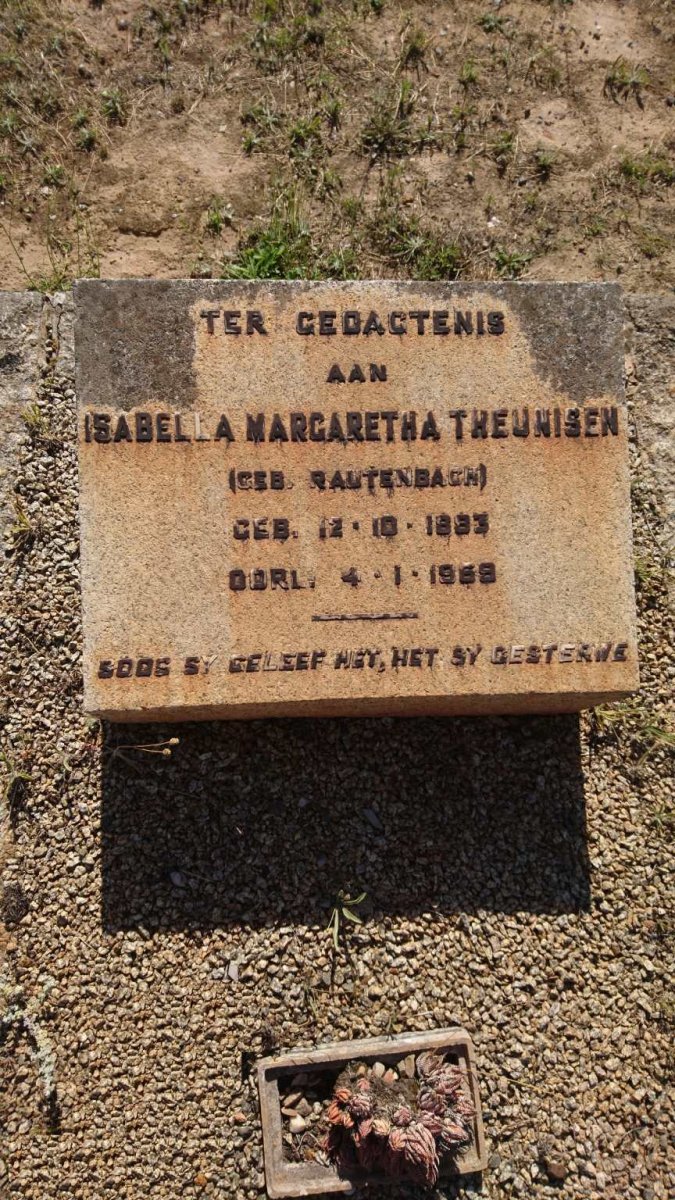 TER GEDAGTENIS
AAN
ISABELLA MARGARETHA THEUNISEN
(GEB. RAUTENBACH)
GEB. 12 · 10 · 1883
OORL. 4 · 1 · 1969
SOOS SY GELEEF HET, HET SY GESTERWE